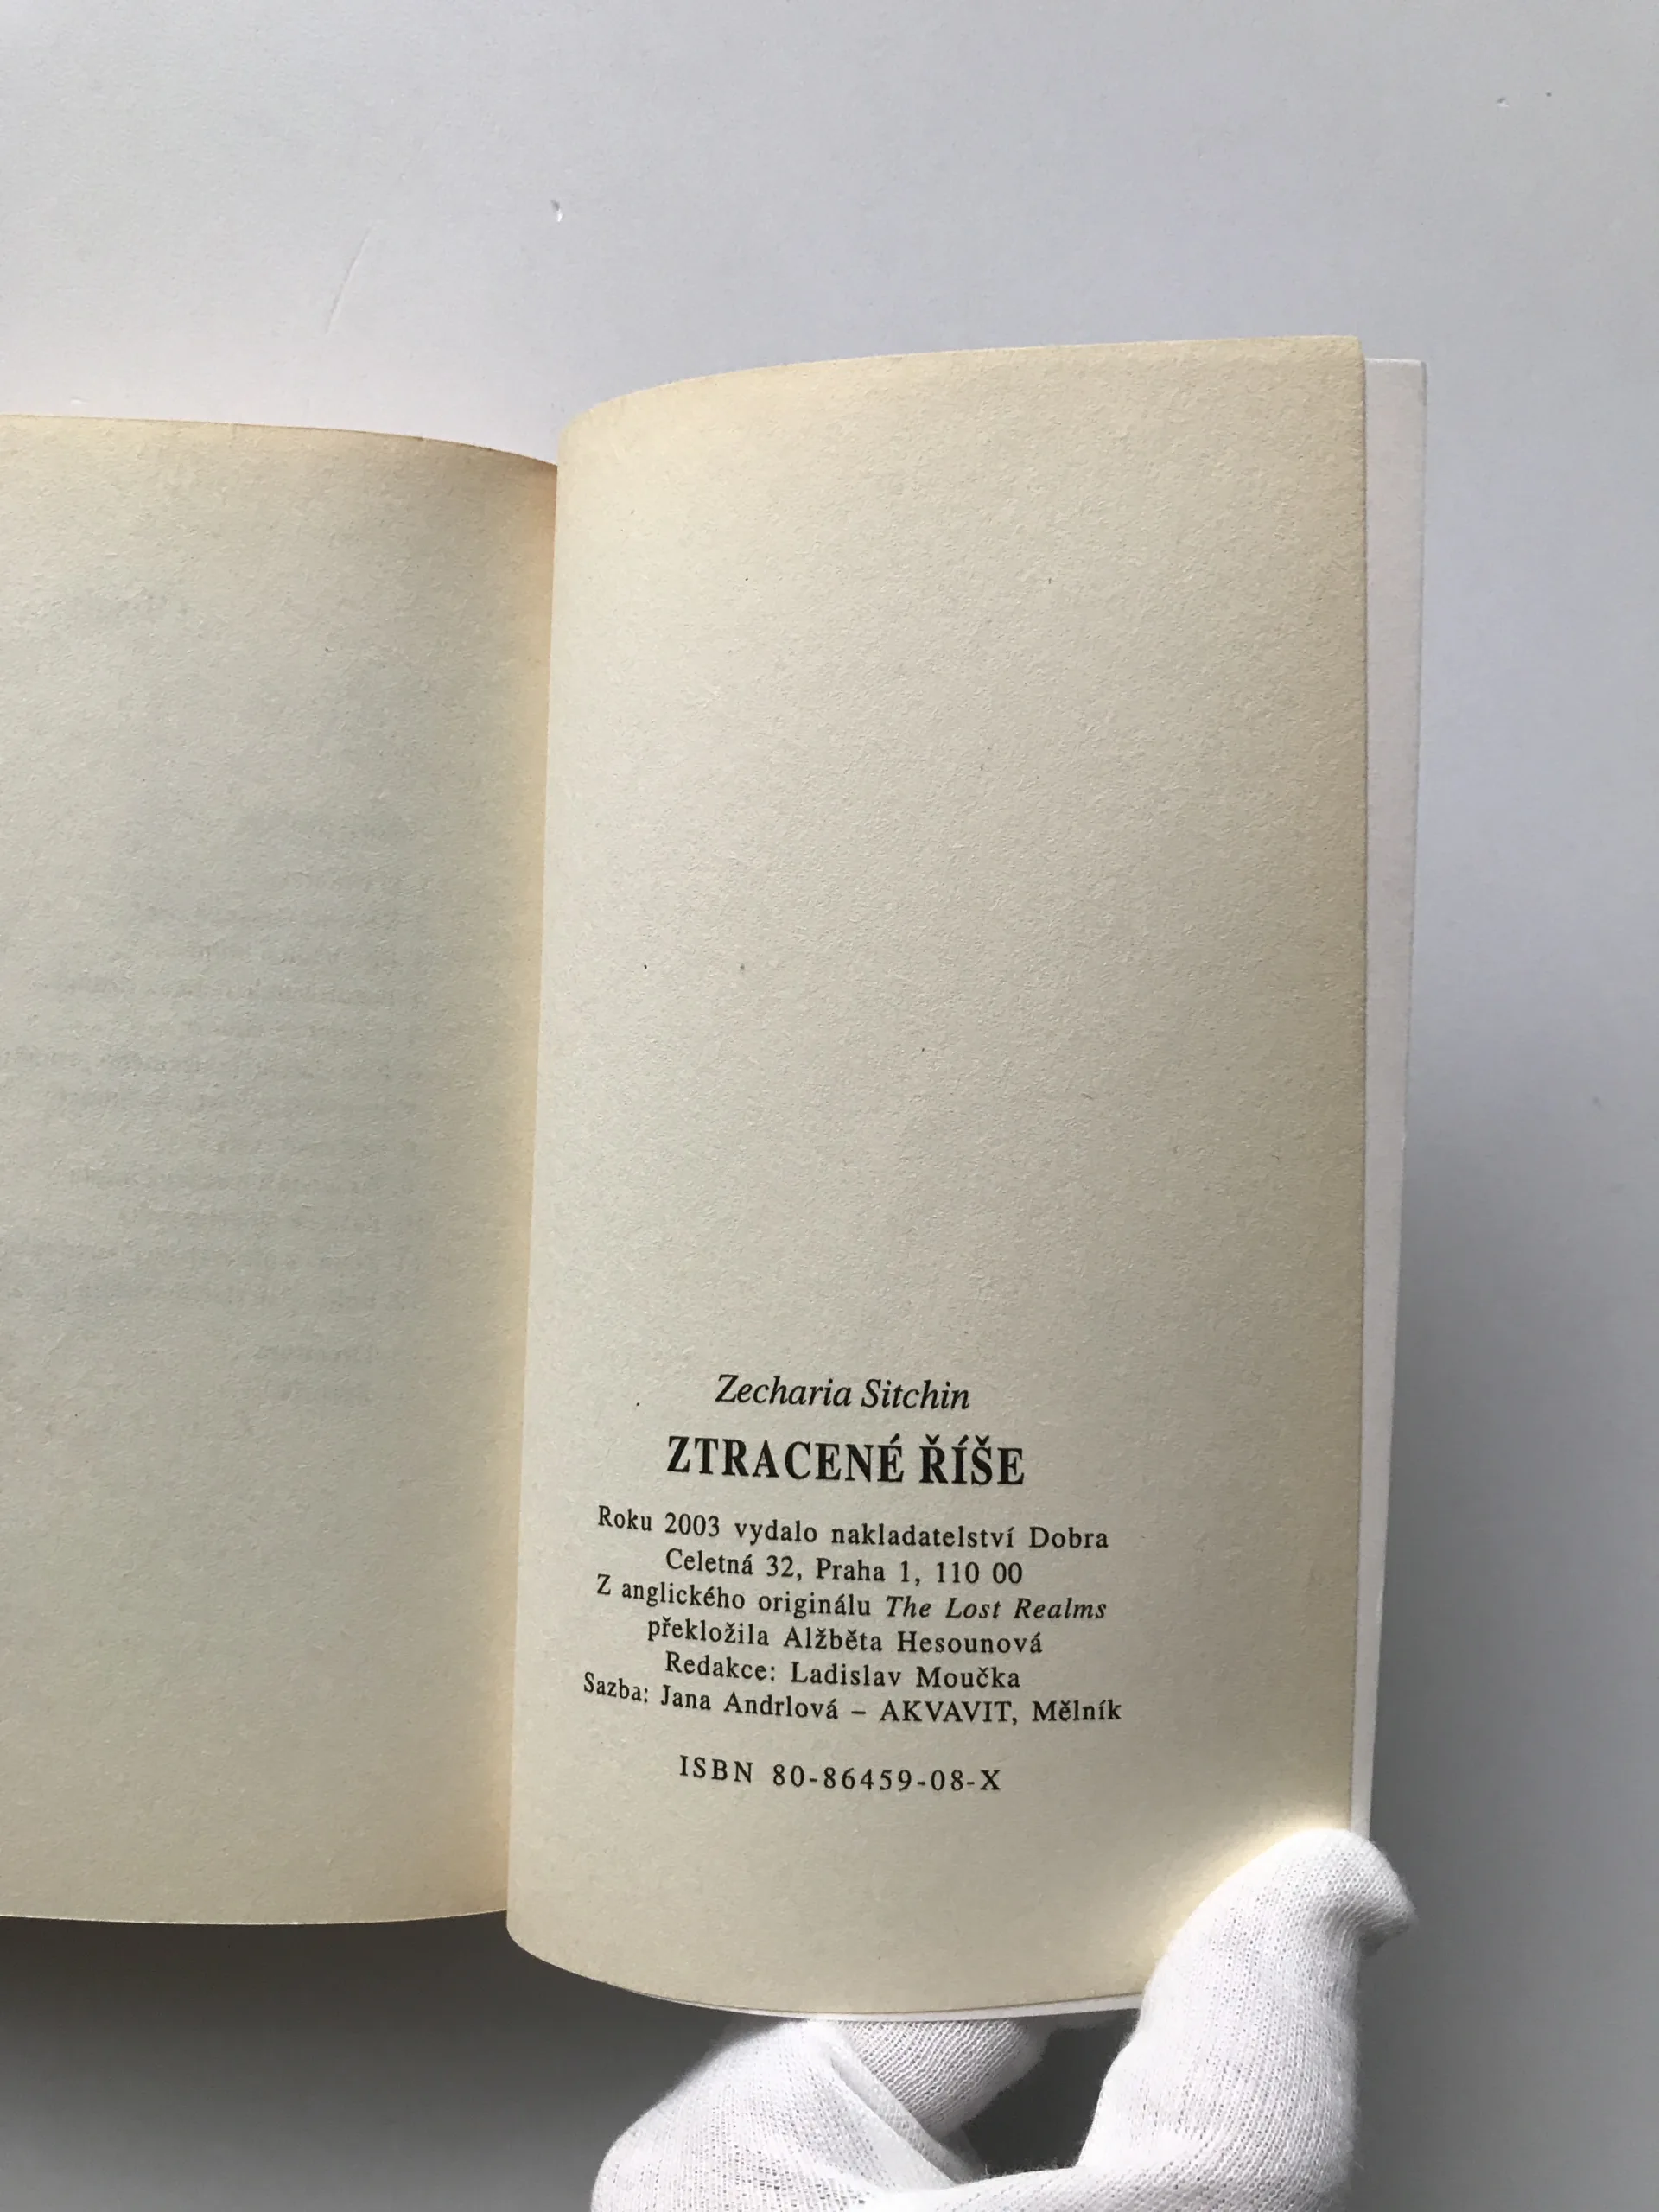 Zecharia Sitchin
ZTRACENÉ ŘÍŠE
Roku 2003 vydalo nakladatelství Dobra
Celetná 32, Praha 1, 110 00
Z anglického originálu The Lost Realms
přeložila Alžběta Hesounová
Redakce: Ladislav Moučka
Sazba: Jana Andrlová – AKVAVIT, Mělník
ISBN 80-86459-08-X